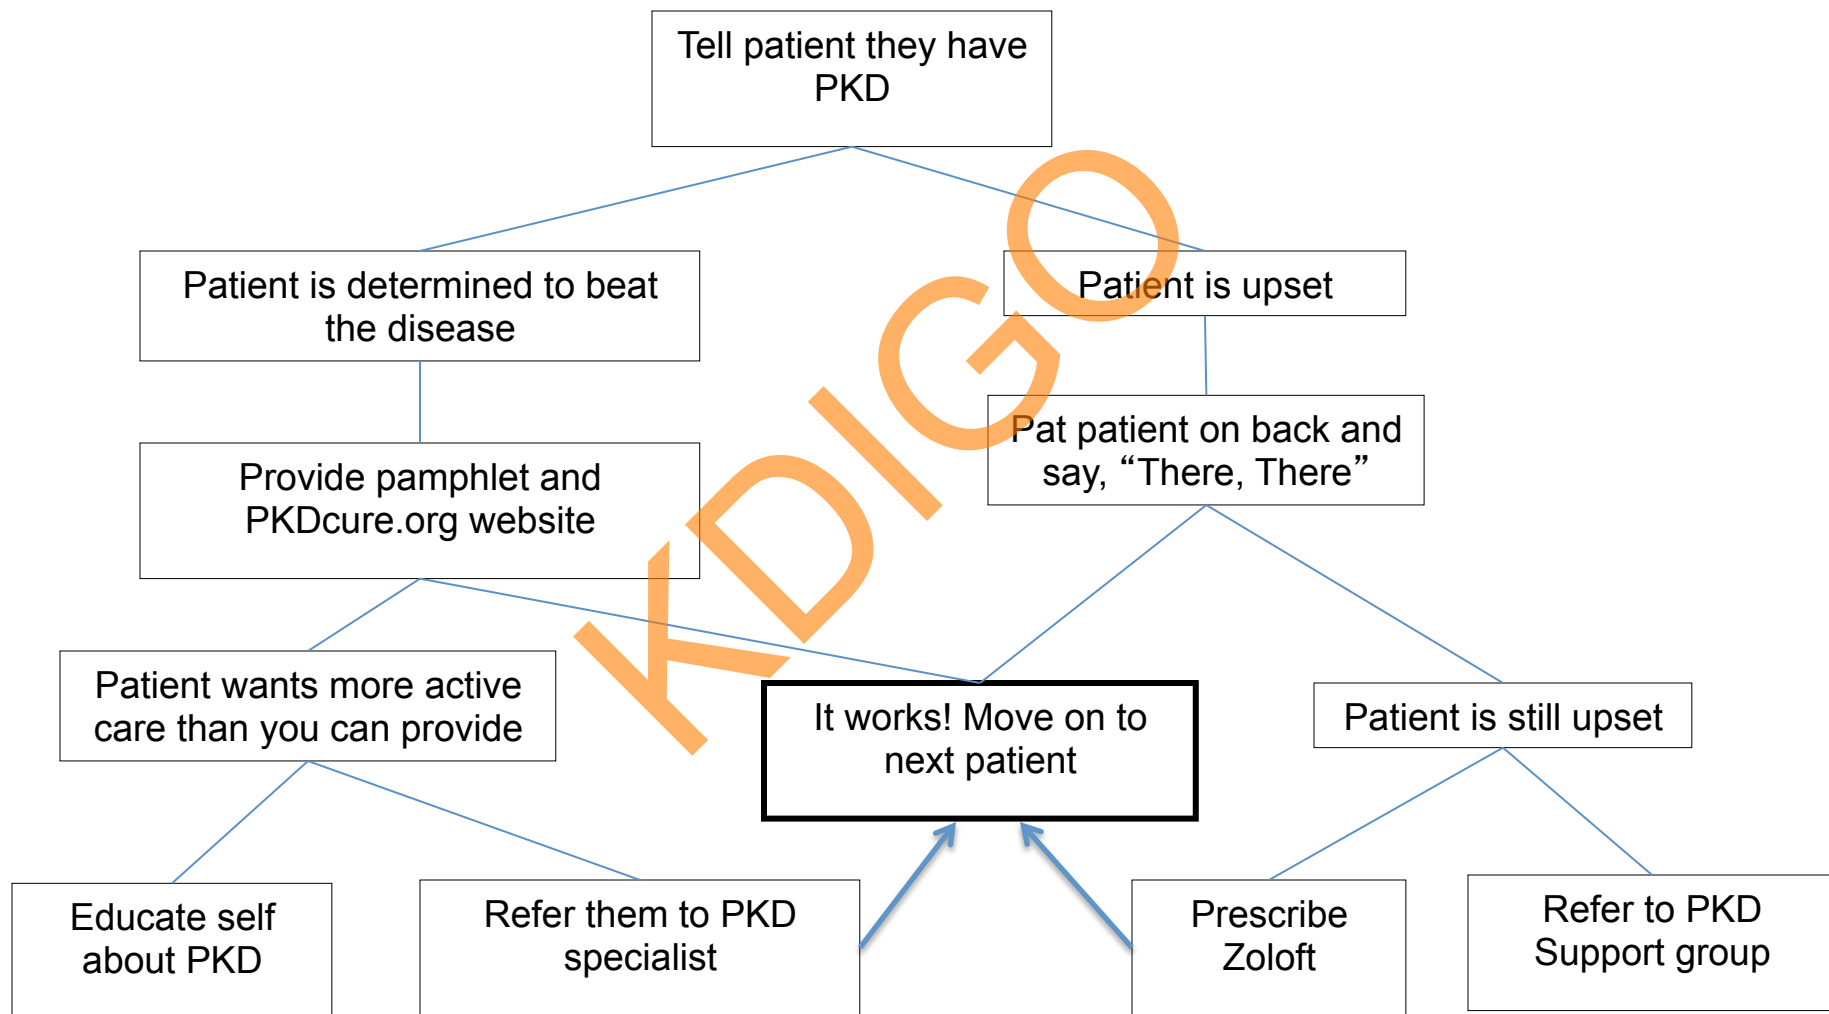 Tell patient they have
PKD
Patient is determined to beat
the disease
Patient is upset
Provide pamphlet and
PKDcure.org website
Pat patient on back and
say, “There, There”
Patient wants more active
care than you can provide
It works! Move on to
next patient
Patient is still upset
Educate self
about PKD
Refer them to PKD
specialist
Prescribe
Zoloft
Refer to PKD
Support group
KDIGO